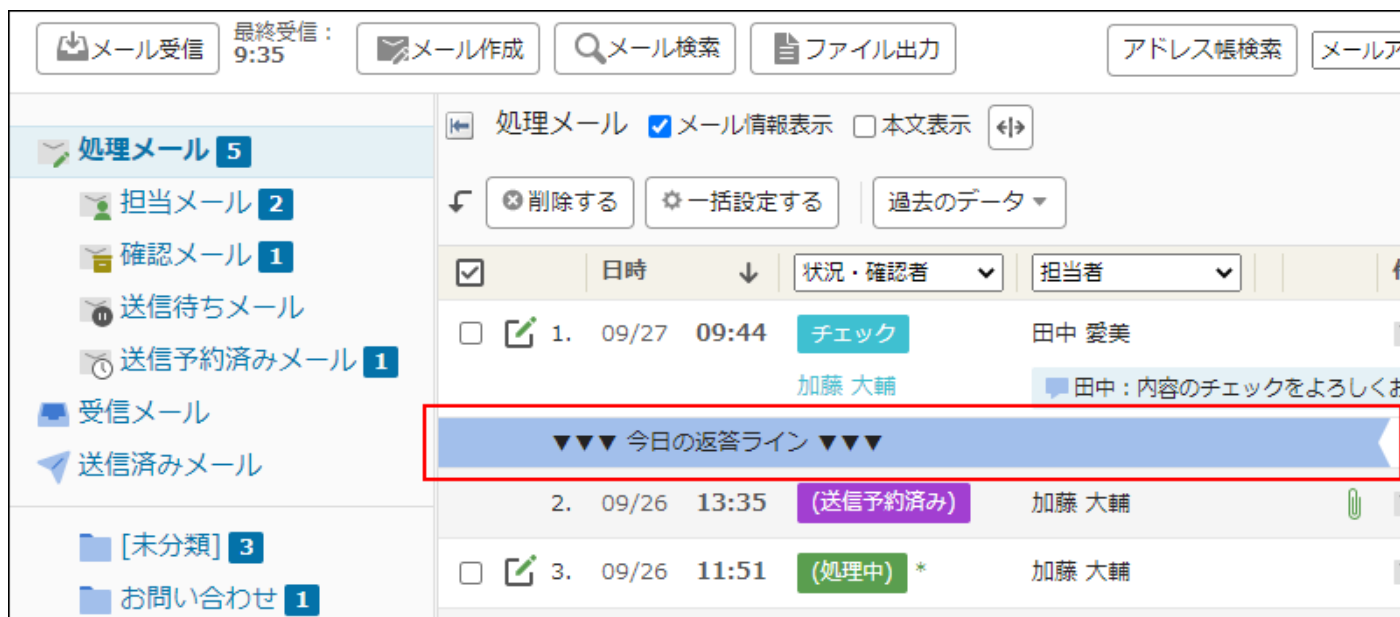 メール受信
最終受信：
9:35
メール作成
メール検索
ファイル出力
アドレス帳検索
メールア
処理メール 5
担当メール 2
確認メール 1
送信待ちメール
送信予約済みメール 1
受信メール
送信済みメール
[未分類] 3
お問い合わせ 1
処理メール メール情報表示 本文表示
削除する 一括設定する 過去のデータ
日時 ↓ 状況・確認者 担当者
1. 09/27 09:44 チェック 田中 愛美
加藤 大輔 田中：内容のチェックをよろしくお
▼▼▼ 今日の返答ライン ▼▼▼
2. 09/26 13:35 (送信予約済み) 加藤 大輔
3. 09/26 11:51 (処理中) * 加藤 大輔